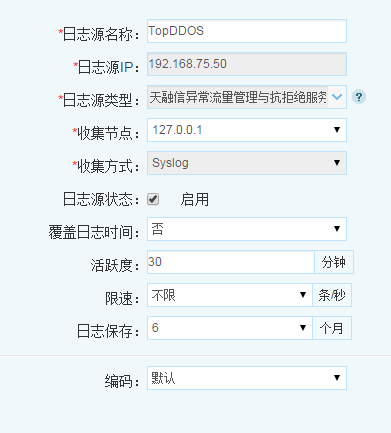 *日志源名称： TopDDOS
*日志源IP： 192.168.75.50
*日志源类型： 天融信异常流量管理与抗拒绝服务 ?
*收集节点： 127.0.0.1
*收集方式： Syslog
日志源状态： 启用
覆盖日志时间： 否
活跃度： 30 分钟
限速： 不限 条/秒
日志保存： 6 个月
编码： 默认